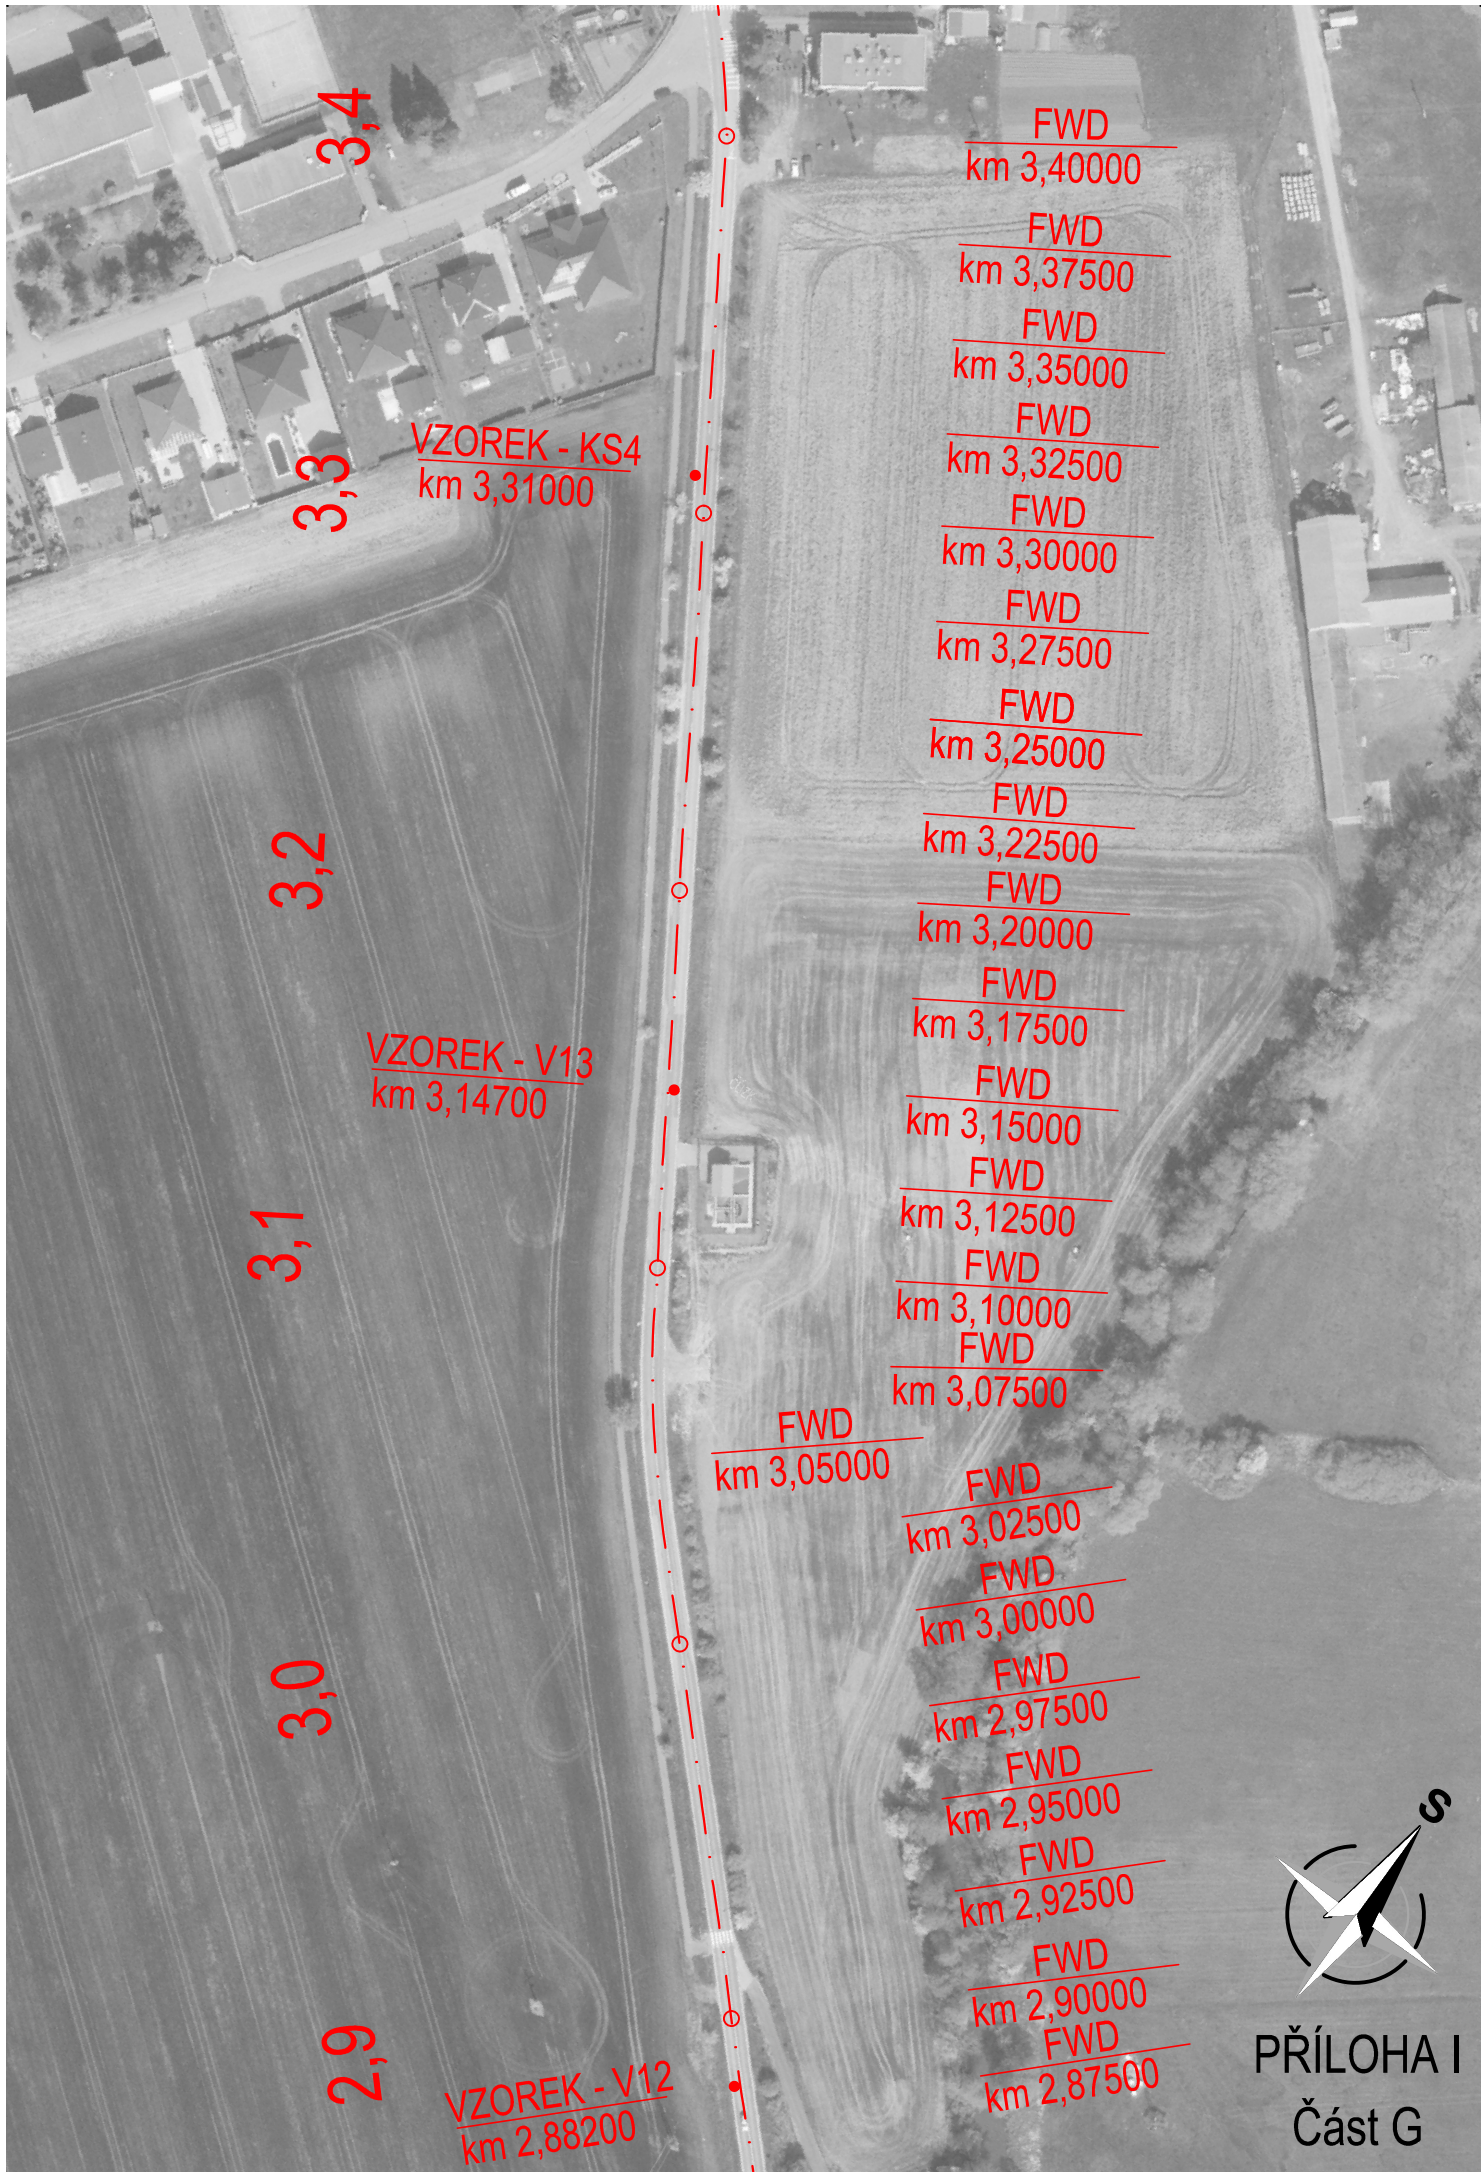 3,4
FWD
km 3,40000
FWD
km 3,37500
FWD
km 3,35000
FWD
km 3,32500
VZOREK - KS4
km 3,31000
3,3
FWD
km 3,30000
FWD
km 3,27500
FWD
km 3,25000
FWD
km 3,22500
3,2
FWD
km 3,20000
FWD
km 3,17500
VZOREK - V13
km 3,14700
FWD
km 3,15000
FWD
km 3,12500
3,1
FWD
km 3,10000
FWD
km 3,07500
FWD
km 3,05000
FWD
km 3,02500
FWD
km 3,00000
3,0
FWD
km 2,97500
FWD
km 2,95000
FWD
km 2,92500
FWD
km 2,90000
2,9
FWD
km 2,87500
VZOREK - V12
km 2,88200
S
PŘÍLOHA I
Část G